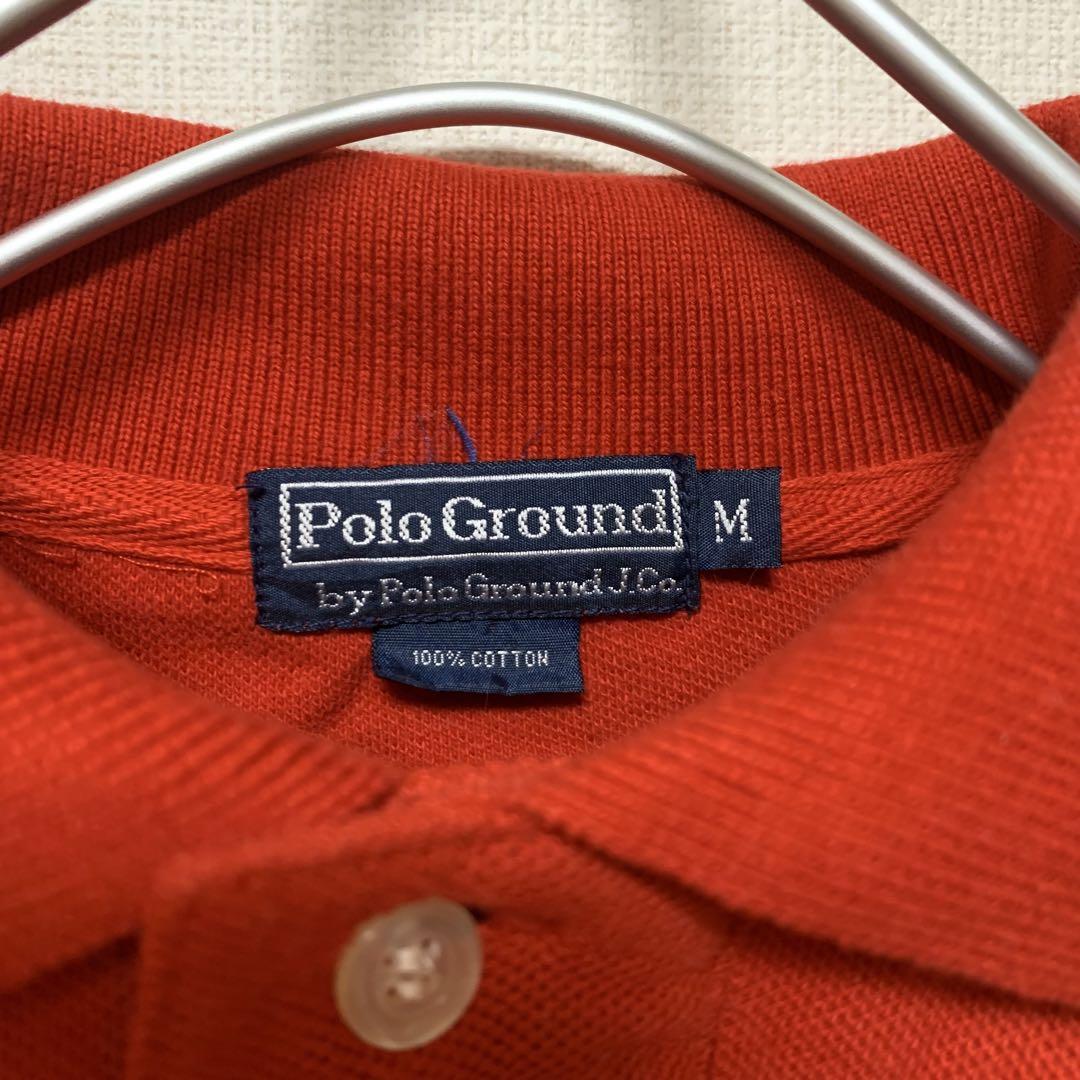 Polo Ground
M
by Polo Ground J.Co.
100% COTTON